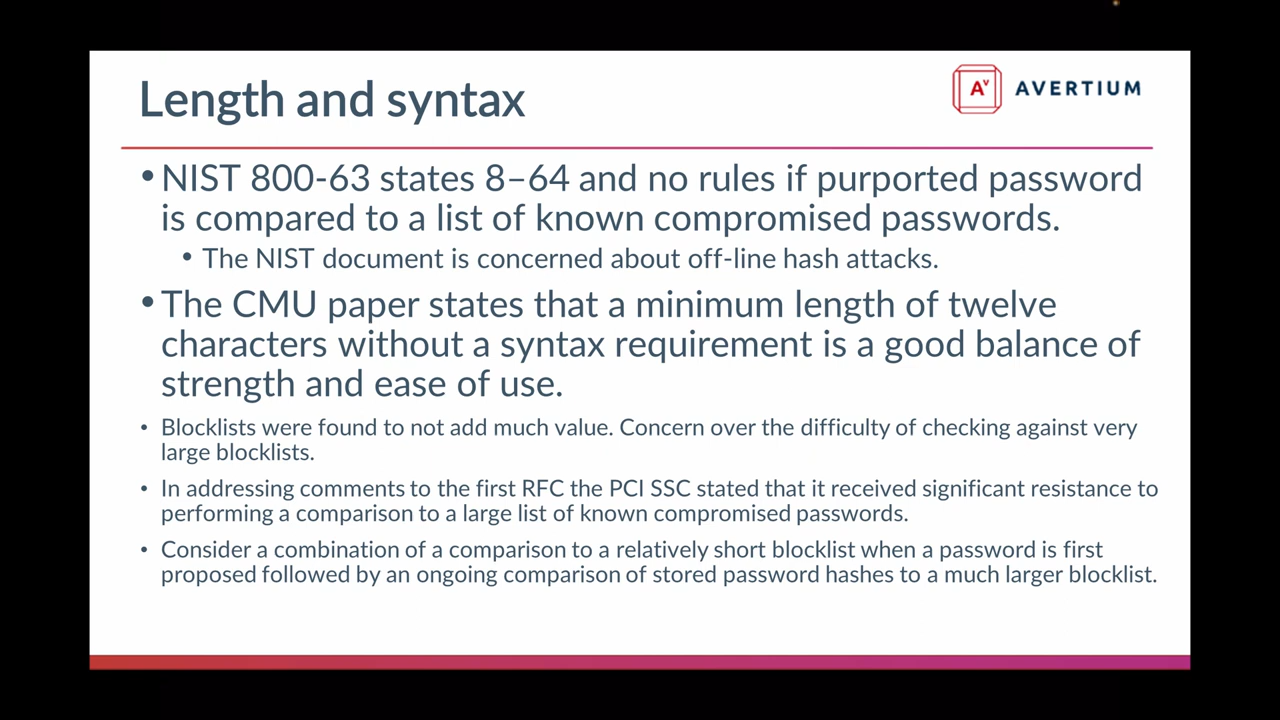 Length and syntax
AV AVERTIUM
•NIST 800-63 states 8–64 and no rules if purported password
is compared to a list of known compromised passwords.
• The NIST document is concerned about off-line hash attacks.
•The CMU paper states that a minimum length of twelve
characters without a syntax requirement is a good balance of
strength and ease of use.
• Blocklists were found to not add much value. Concern over the difficulty of checking against very
large blocklists.
• In addressing comments to the first RFC the PCI SSC stated that it received significant resistance to
performing a comparison to a large list of known compromised passwords.
• Consider a combination of a comparison to a relatively short blocklist when a password is first
proposed followed by an ongoing comparison of stored password hashes to a much larger blocklist.